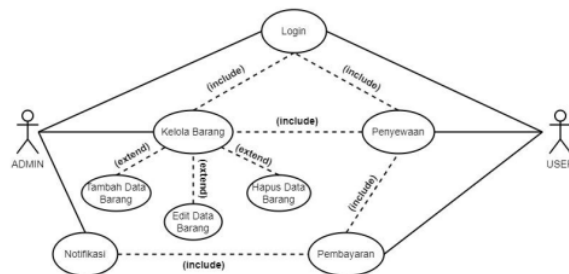 Login
(include)
(include)
Kelola Barang
(include)
Penyewaan
ADMIN
USER
(extend)
(extend)
(extend)
(include)
Tambah Data
Barang
Edit Data
Barang
Hapus Data
Barang
Notifikasi
(include)
Pembayaran